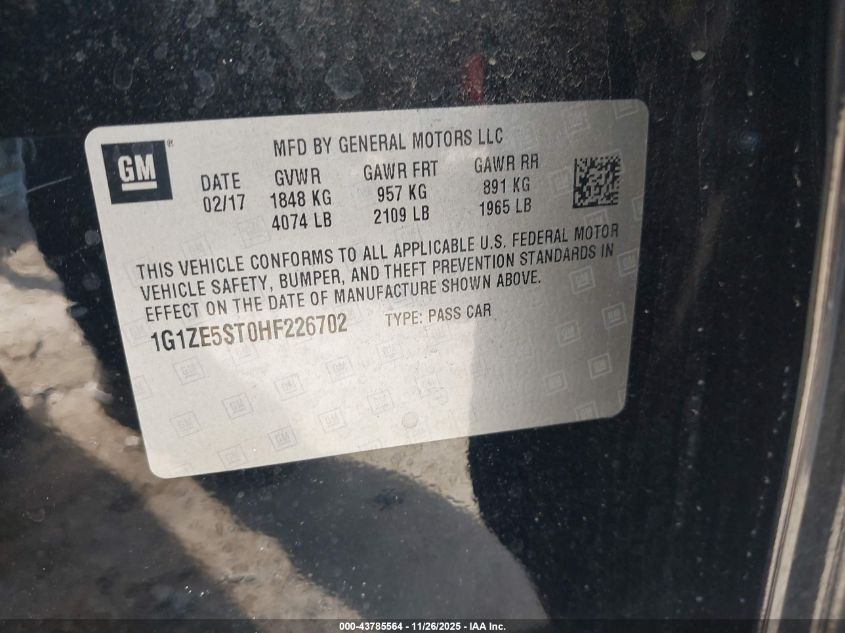 GM®
MFD BY GENERAL MOTORS LLC
DATE GVWR GAWR FRT GAWR RR
02/17 1848 KG 957 KG 891 KG
4074 LB 2109 LB 1965 LB
THIS VEHICLE CONFORMS TO ALL APPLICABLE U.S. FEDERAL MOTOR
VEHICLE SAFETY, BUMPER, AND THEFT PREVENTION STANDARDS IN
EFFECT ON THE DATE OF MANUFACTURE SHOWN ABOVE.
1G1ZE5ST0HF226702 TYPE: PASS CAR
000-43785564 | 11/26/2025 | IAA Inc.